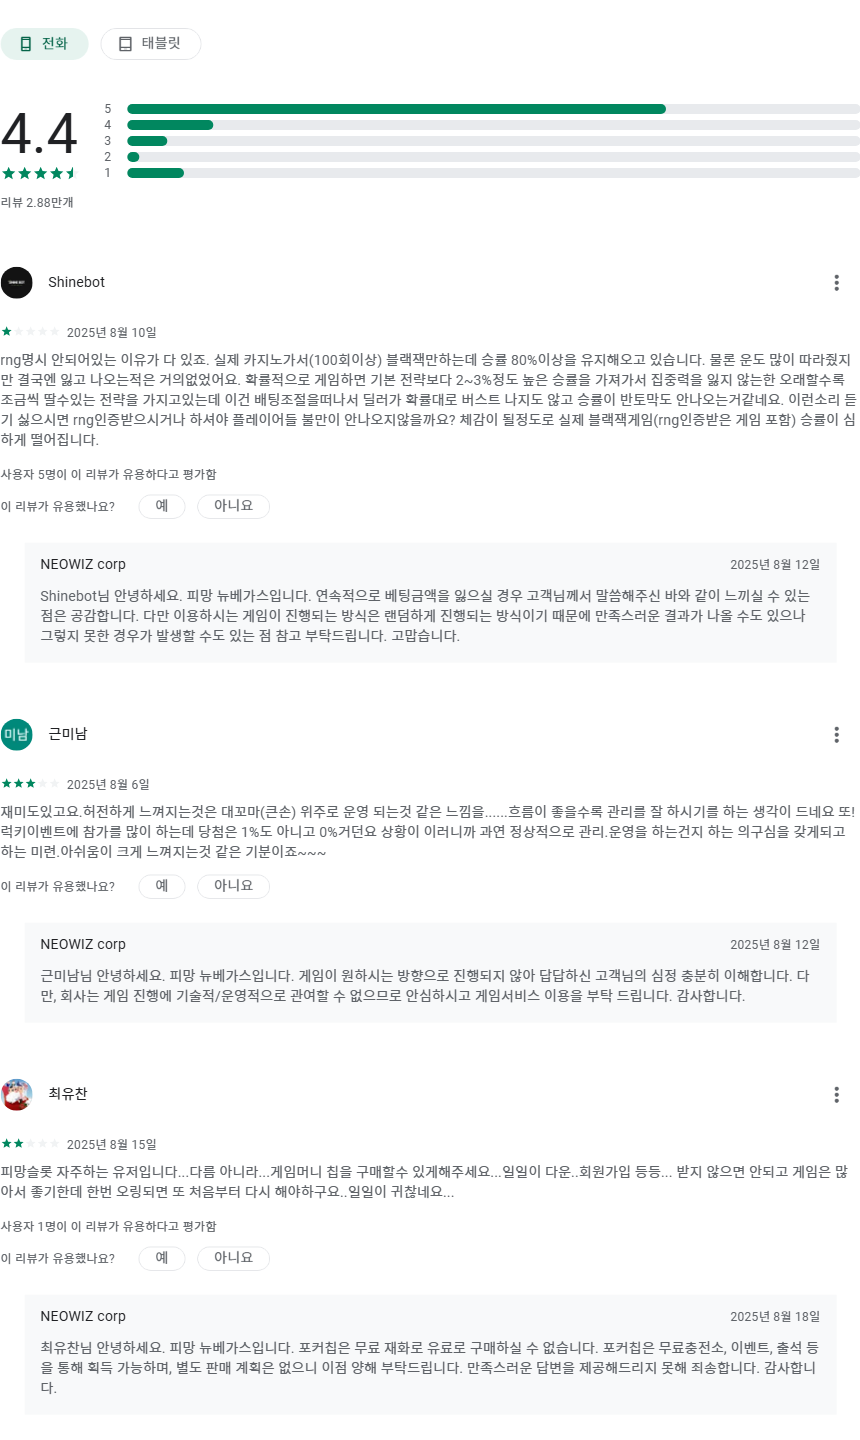 전화
태블릿
4.4
5
4
3
2
1
리뷰 2.88만개
Shinebot
2025년 8월 10일
rng명시 안되어있는 이유가 다 있죠. 실제 카지노가서(100회이상) 블랙잭만하는데 승률 80%이상을 유지해오고 있습니다. 물론 운도 많이 따라줬지
만 결국엔 잃고 나오는적은 거의없었어요. 확률적으로 게임하면 기본 전략보다 2~3%정도 높은 승률을 가져가서 집중력을 잃지 않는한 오래할수록
조금씩 딸수있는 전략을 가지고있는데 이건 배팅조절을떠나서 딜러가 확률대로 버스트 나지도 않고 승률이 반토막도 안나오는거같네요. 이런소리 듣
기 싫으시면 rng인증받으시거나 하셔야 플레이어들 불만이 안나오지않을까요? 체감이 될정도로 실제 블랙잭게임(rng인증받은 게임 포함) 승률이 심
하게 떨어집니다.
사용자 5명이 이 리뷰가 유용하다고 평가함
이 리뷰가 유용했나요?
예
아니요
NEOWIZ corp
2025년 8월 12일
Shinebot님 안녕하세요. 피망 뉴베가스입니다. 연속적으로 베팅금액을 잃으실 경우 고객님께서 말씀해주신 바와 같이 느끼실 수 있는
점은 공감합니다. 다만 이용하시는 게임이 진행되는 방식은 랜덤하게 진행되는 방식이기 때문에 만족스러운 결과가 나올 수도 있으나
그렇지 못한 경우가 발생할 수도 있는 점 참고 부탁드립니다. 고맙습니다.
미남
근미남
2025년 8월 6일
재미도있고요.허전하게 느껴지는것은 대꼬마(큰손) 위주로 운영 되는것 같은 느낌을......흐름이 좋을수록 관리를 잘 하시기를 하는 생각이 드네요 또!
럭키이벤트에 참가를 많이 하는데 당첨은 1%도 아니고 0%거던요 상황이 이러니까 과연 정상적으로 관리.운영을 하는건지 하는 의구심을 갖게되고
하는 미련.아쉬움이 크게 느껴지는것 같은 기분이죠~~~
이 리뷰가 유용했나요?
예
아니요
NEOWIZ corp
2025년 8월 12일
근미남님 안녕하세요. 피망 뉴베가스입니다. 게임이 원하시는 방향으로 진행되지 않아 답답하신 고객님의 심정 충분히 이해합니다. 다
만, 회사는 게임 진행에 기술적/운영적으로 관여할 수 없으므로 안심하시고 게임서비스 이용을 부탁 드립니다. 감사합니다.
최유찬
2025년 8월 15일
피망슬롯 자주하는 유저입니다...다름 아니라...게임머니 칩을 구매할수 있게해주세요...일일이 다운..회원가입 등등... 받지 않으면 안되고 게임은 많
아서 좋기한데 한번 오링되면 또 처음부터 다시 해야하구요..일일이 귀찮네요...
사용자 1명이 이 리뷰가 유용하다고 평가함
이 리뷰가 유용했나요?
예
아니요
NEOWIZ corp
2025년 8월 18일
최유찬님 안녕하세요. 피망 뉴베가스입니다. 포커칩은 무료 재화로 유료로 구매하실 수 없습니다. 포커칩은 무료충전소, 이벤트, 출석 등
을 통해 획득 가능하며, 별도 판매 계획은 없으니 이점 양해 부탁드립니다. 만족스러운 답변을 제공해드리지 못해 죄송합니다. 감사합니
다.